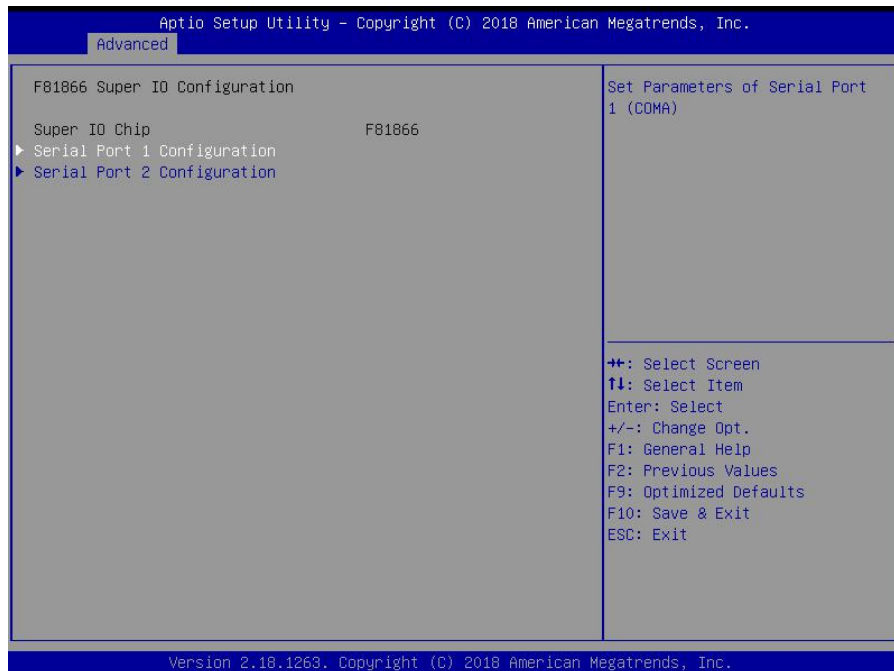 Aptio Setup Utility – Copyright (C) 2018 American Megatrends, Inc.
Advanced
F81866 Super IO Configuration
Super IO Chip F81866
Serial Port 1 Configuration
Serial Port 2 Configuration
Set Parameters of Serial Port
1 (COMA)
→←: Select Screen
↑↓: Select Item
Enter: Select
+/-: Change Opt.
F1: General Help
F2: Previous Values
F9: Optimized Defaults
F10: Save & Exit
ESC: Exit
Version 2.18.1263. Copyright (C) 2018 American Megatrends, Inc.